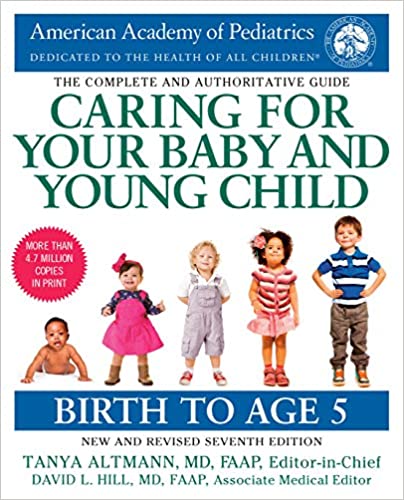 American Academy of Pediatrics
DEDICATED TO THE HEALTH OF ALL CHILDREN®
THE COMPLETE AND AUTHORITATIVE GUIDE
CARING FOR
YOUR BABY AND
YOUNG CHILD
MORE THAN
4.7 MILLION
COPIES
IN PRINT
BIRTH TO AGE 5
NEW AND REVISED SEVENTH EDITION
TANYA ALTMANN, MD, FAAP, Editor-in-Chief
DAVID L. HILL, MD, FAAP, Associate Medical Editor